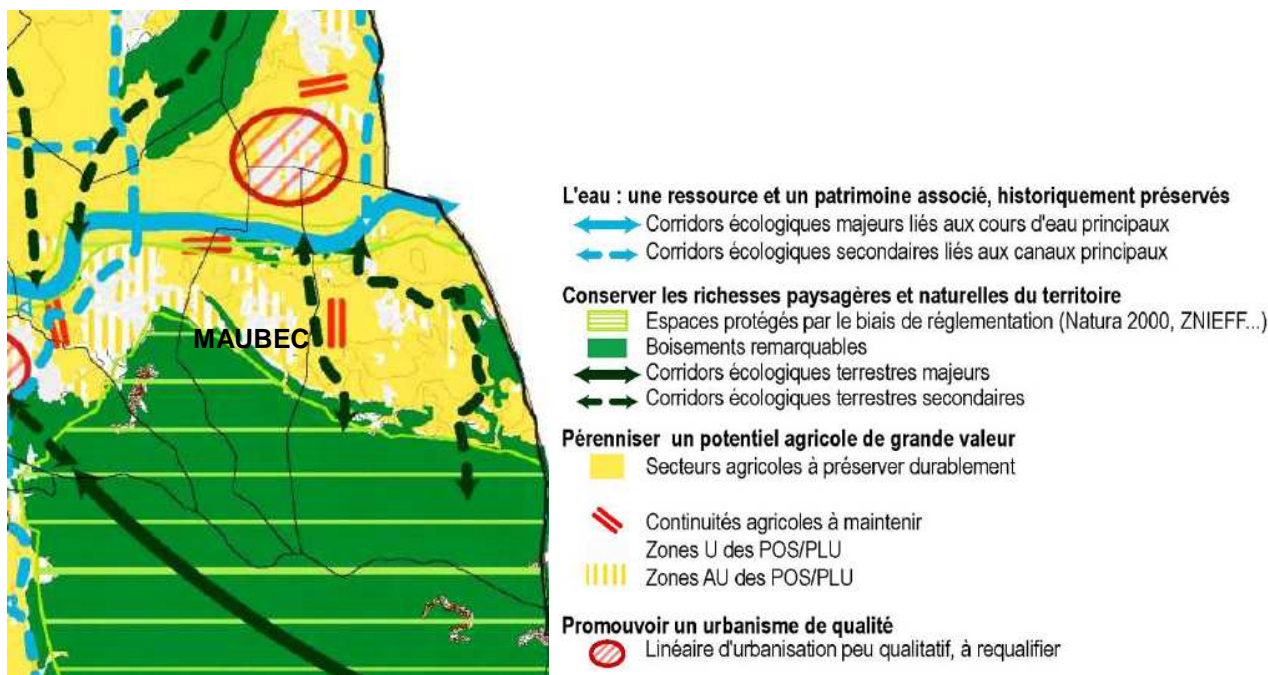 MAUBEC
L'eau : une ressource et un patrimoine associé, historiquement préservés
Corridors écologiques majeurs liés aux cours d'eau principaux
Corridors écologiques secondaires liés aux canaux principaux
Conserver les richesses paysagères et naturelles du territoire
Espaces protégés par le biais de réglementation (Natura 2000, ZNIEFF...)
Boisements remarquables
Corridors écologiques terrestres majeurs
Corridors écologiques terrestres secondaires
Pérenniser un potentiel agricole de grande valeur
Secteurs agricoles à préserver durablement
Continuités agricoles à maintenir
Zones U des POS/PLU
Zones AU des POS/PLU
Promouvoir un urbanisme de qualité
Linéaire d'urbanisation peu qualitatif, à requalifier